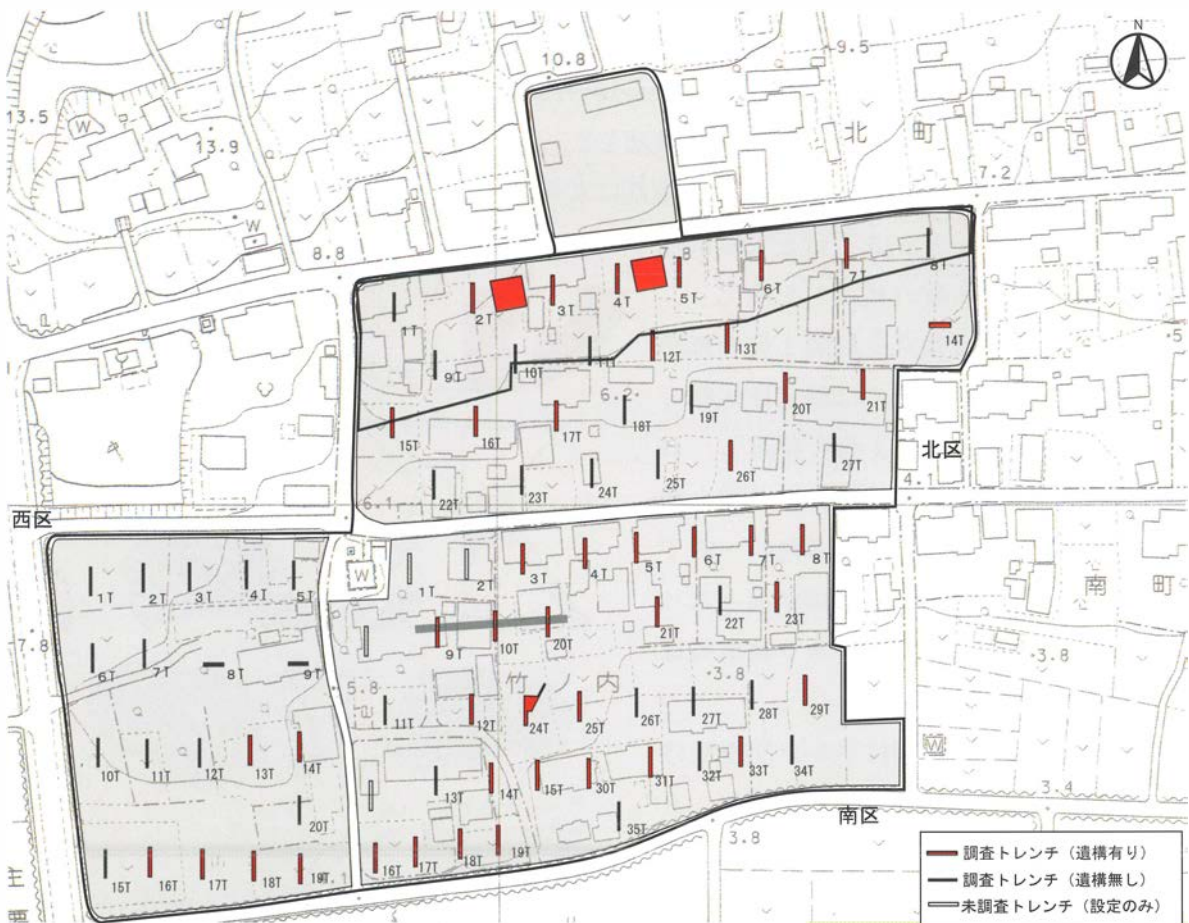 N
10.8
9.5
13.5
W
13.9
北町
7.2
W
8.8
7.8
1T
2T
3T
4T
5T
6T
7T
8T
9T
10T
11T
12T
13T
14T
6.2
15T
16T
17T
18T
19T
20T
21T
22T
23T
24T
25T
26T
27T
北区
4.1
6.1
西区
W
1T
2T
3T
4T
5T
6T
7T
8T
9T
7.8
10T
11T
12T
13T
14T
20T
15T
16T
17T
18T
19T
1T
2T
3T
4T
5T
6T
7T
8T
南町
9T
10T
20T
21T
22T
23T
5.8
竹ノ内
3.8
3.8
11T
12T
24T
25T
26T
27T
28T
29T
W
13T
14T
15T
30T
31T
32T
33T
34T
3.4
35T
16T
17T
18T
19T
3.8
南区
調査トレンチ（遺構有り）
調査トレンチ（遺構無し）
未調査トレンチ（設定のみ）